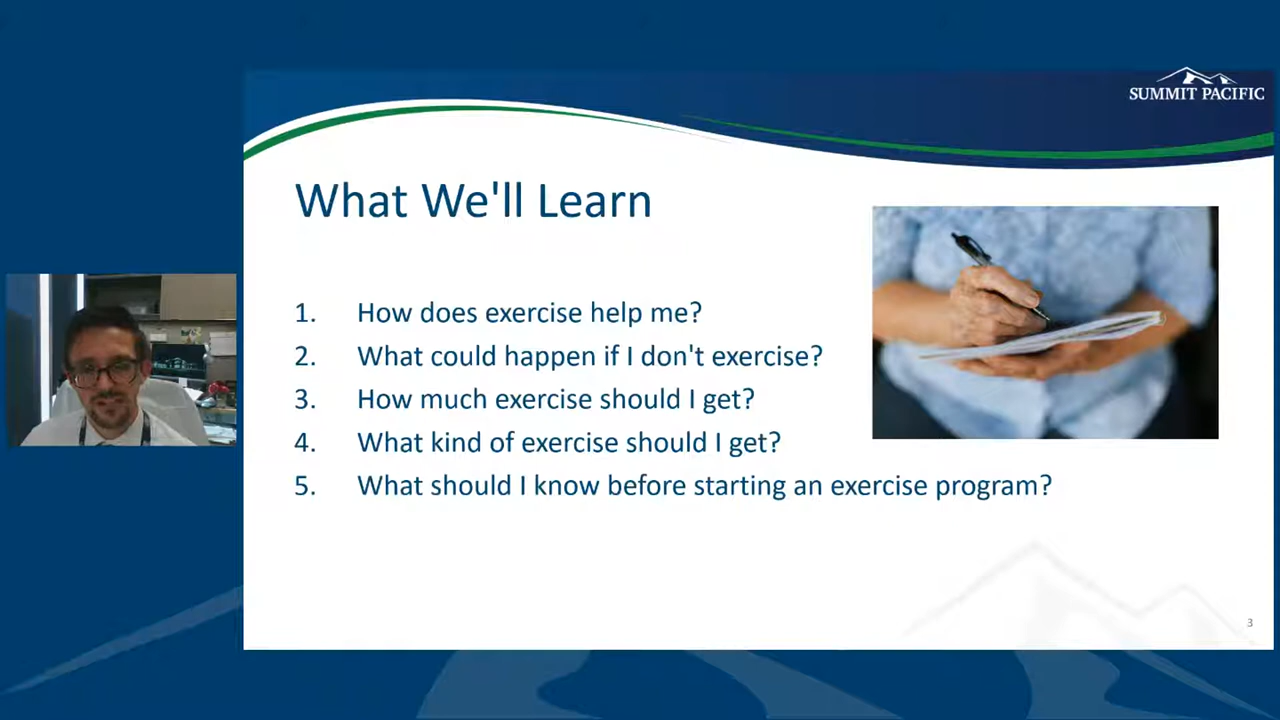 SUMMIT PACIFIC
What We'll Learn
1. How does exercise help me?
2. What could happen if I don't exercise?
3. How much exercise should I get?
4. What kind of exercise should I get?
5. What should I know before starting an exercise program?
3